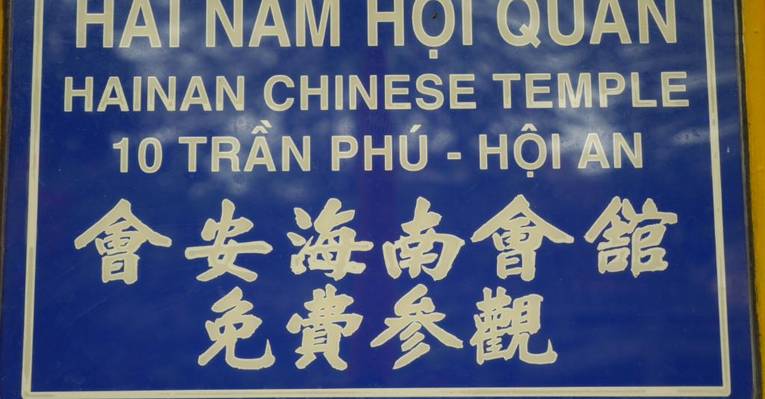 HẢI NAM HỘI QUÁN
HAINAN CHINESE TEMPLE
10 TRẦN PHÚ - HỘI AN
會安海南會舘
免費參觀